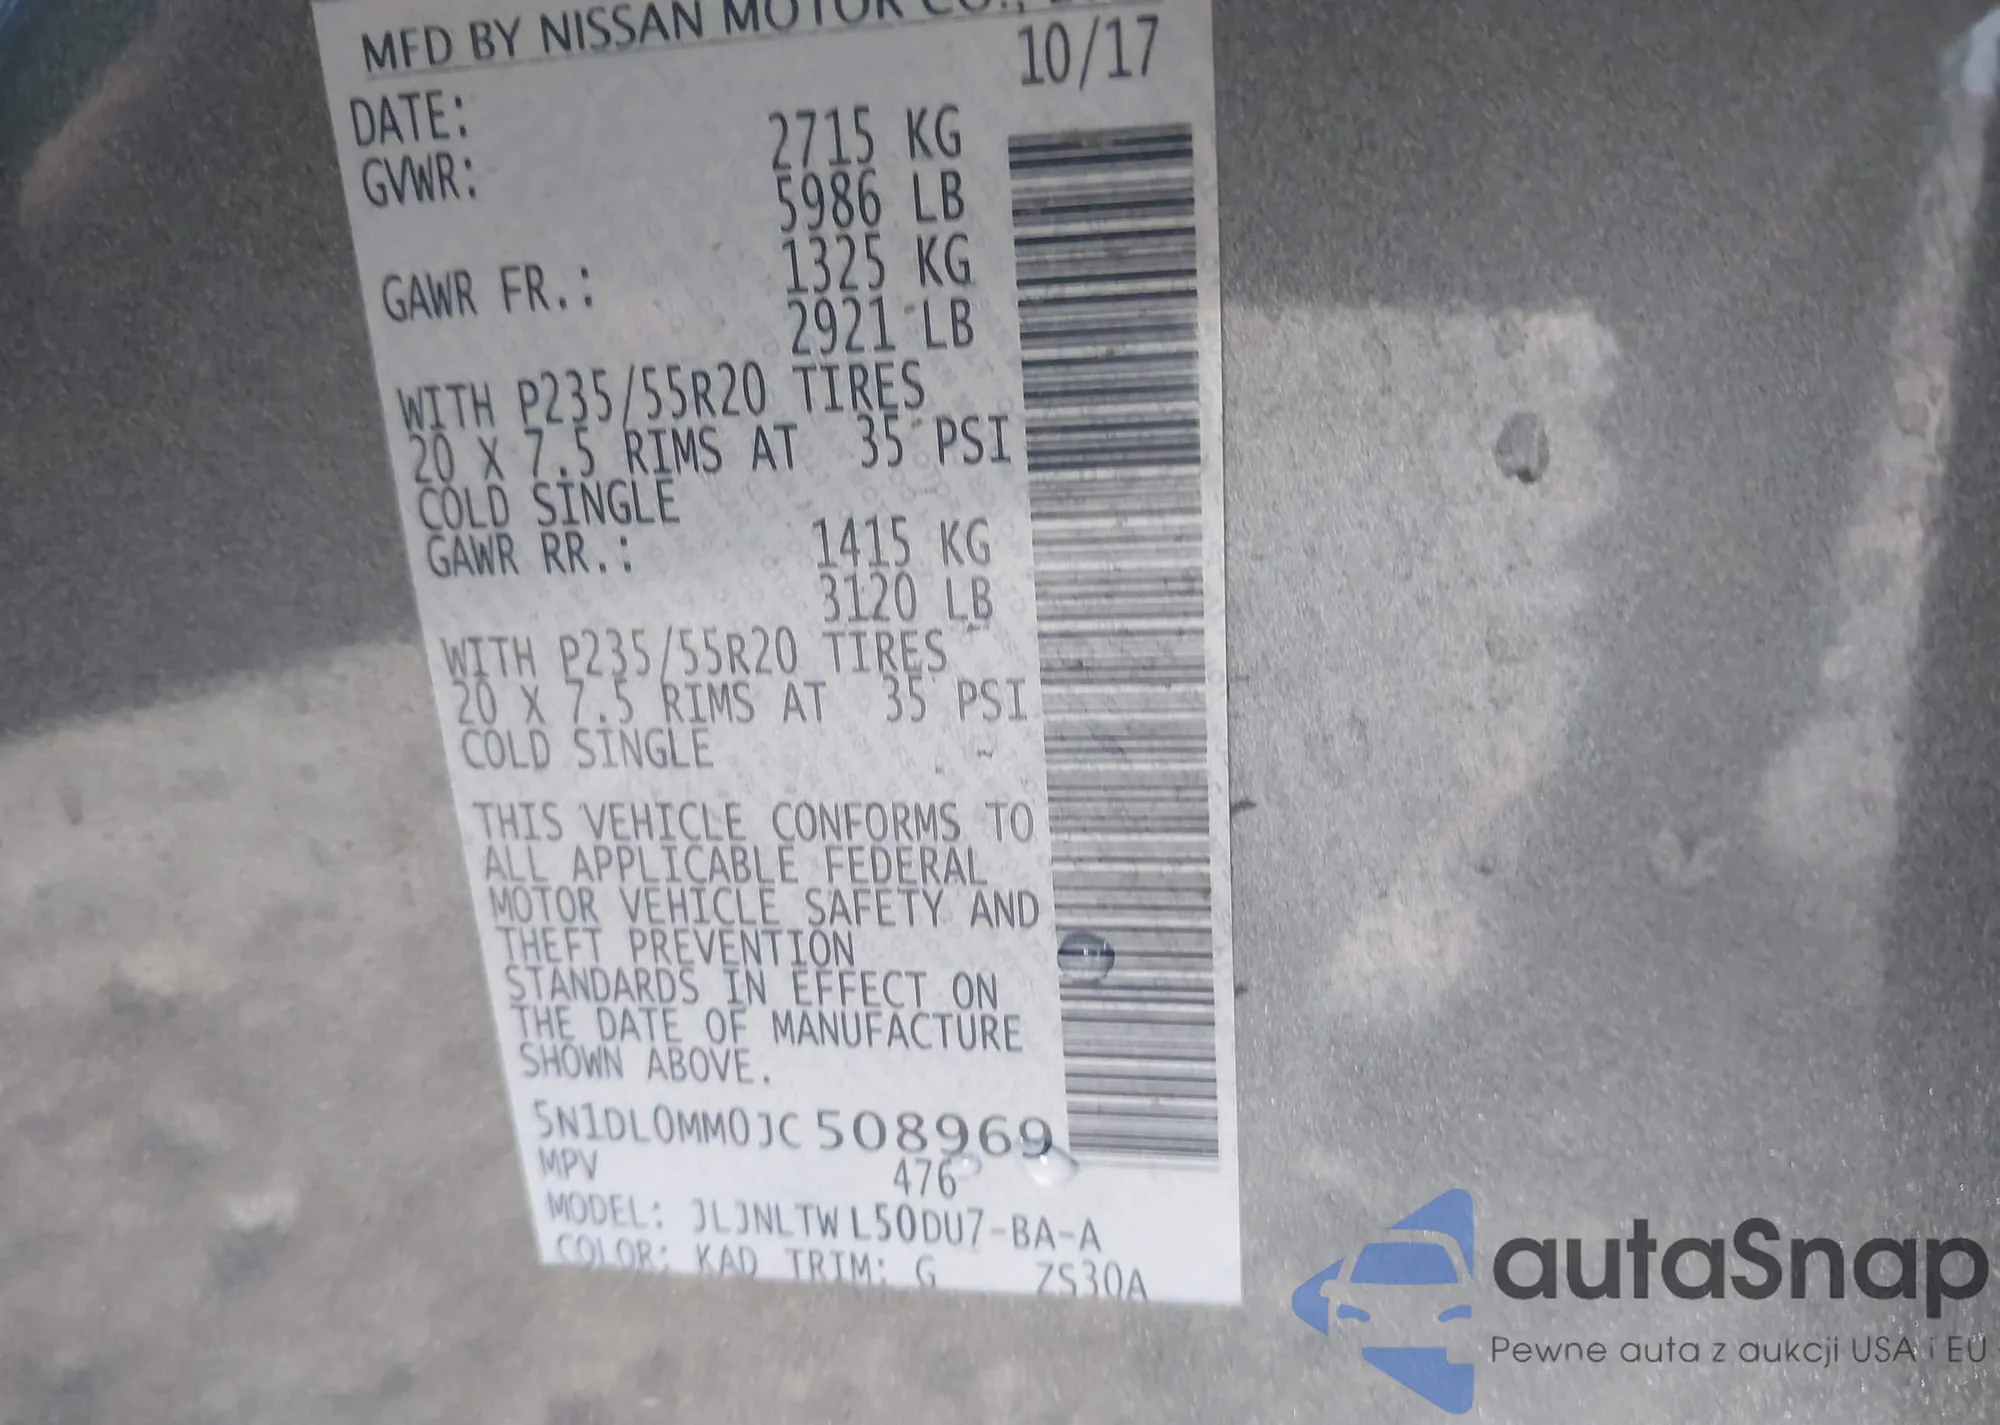 MFD BY NISSAN MOTOR CO.,
DATE: 10/17
GVWR: 2715 KG
5986 LB
GAWR FR.: 1325 KG
2921 LB
WITH P235/55R20 TIRES
20 X 7.5 RIMS AT 35 PSI
COLD SINGLE
GAWR RR.: 1415 KG
3120 LB
WITH P235/55R20 TIRES
20 X 7.5 RIMS AT 35 PSI
COLD SINGLE
THIS VEHICLE CONFORMS TO
ALL APPLICABLE FEDERAL
MOTOR VEHICLE SAFETY AND
THEFT PREVENTION
STANDARDS IN EFFECT ON
THE DATE OF MANUFACTURE
SHOWN ABOVE.
5N1DL0MM0JC508969
MPV 476
MODEL: JLJNLTWL50DU7-BA-A
COLOR: KAD TRIM: G ZS30A
autaSnap
Pewne auta z aukcji USA i EU